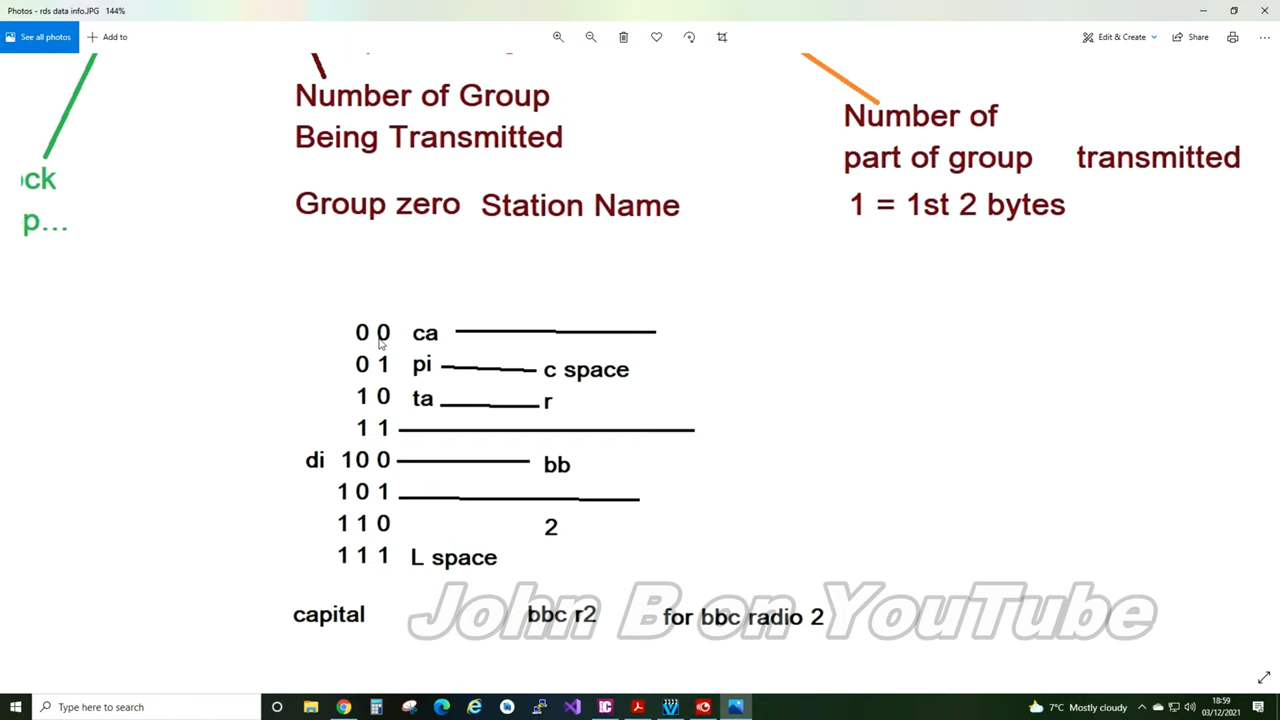 Photos - rds data info.JPG 144%
See all photos
Add to
Edit & Create
Share
Number of Group
Being Transmitted
Number of
part of group transmitted
ock
p...
Group zero Station Name
1 = 1st 2 bytes
0 0 ca
0 1 pi c space
1 0 ta r
1 1
di 1 0 0 bb
1 0 1
1 1 0 2
1 1 1 L space
capital bbc r2 for bbc radio 2
John B on YouTube
Type here to search
7°C Mostly cloudy
18:59
03/12/2021